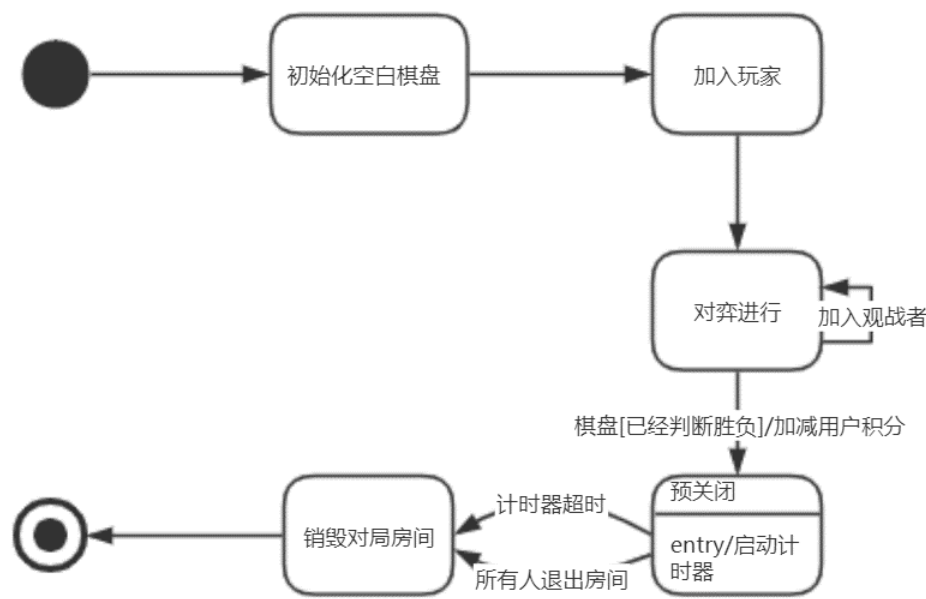 初始化空白棋盘
加入玩家
对弈进行
加入观战者
棋盘[已经判断胜负]/加减用户积分
预关闭
entry/启动计
时器
计时器超时
销毁对局房间
所有人退出房间